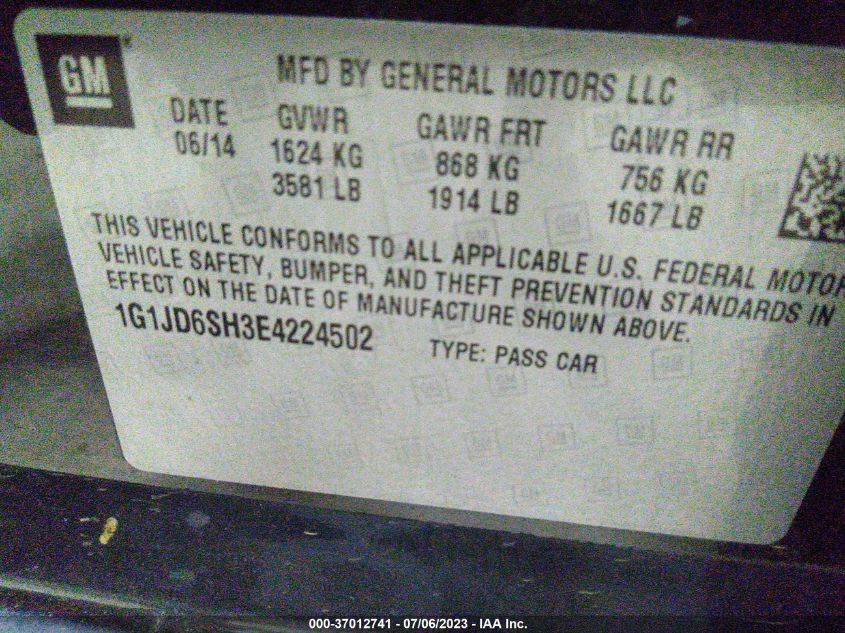 GM
MFD BY GENERAL MOTORS LLC
DATE GVWR GAWR FRT GAWR RR
06/14 1624 KG 868 KG 756 KG
3581 LB 1914 LB 1667 LB
THIS VEHICLE CONFORMS TO ALL APPLICABLE U.S. FEDERAL MOTOR
VEHICLE SAFETY, BUMPER, AND THEFT PREVENTION STANDARDS IN
EFFECT ON THE DATE OF MANUFACTURE SHOWN ABOVE.
1G1JD6SH3E4224502 TYPE: PASS CAR
000-37012741 - 07/06/2023 - IAA Inc.